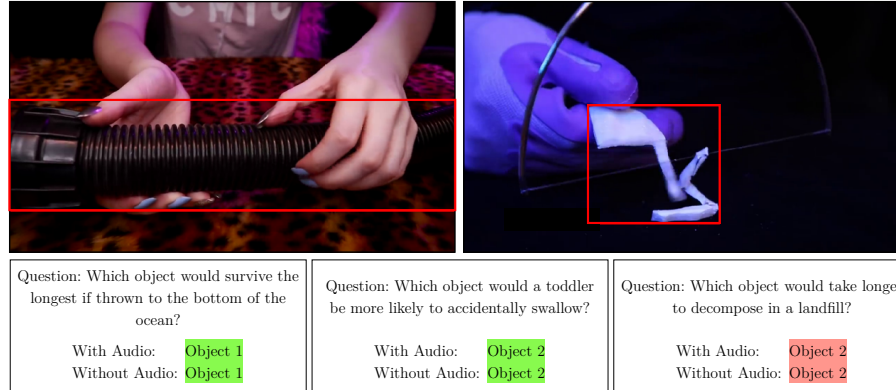 CHIC
Question: Which object would survive the
longest if thrown to the bottom of the
ocean?
With Audio: Object 1
Without Audio: Object 1
Question: Which object would a toddler
be more likely to accidentally swallow?
With Audio: Object 2
Without Audio: Object 2
Question: Which object would take longe
to decompose in a landfill?
With Audio: Object 2
Without Audio: Object 2